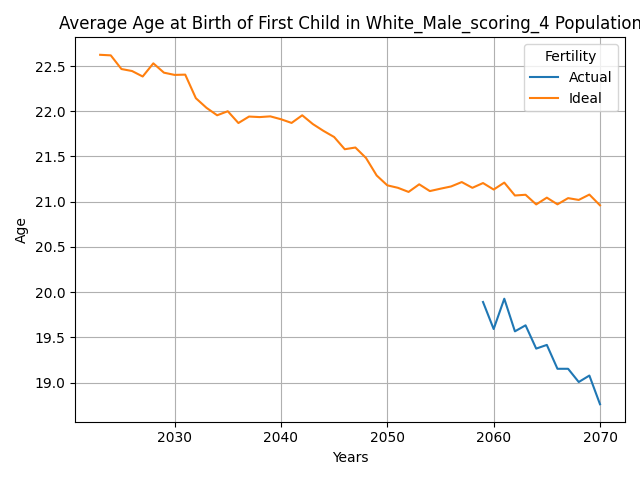 Average Age at Birth of First Child in White_Male_scoring_4 Population
Fertility
Actual
Ideal
Age
22.5
22.0
21.5
21.0
20.5
20.0
19.5
19.0
2030 2040 2050 2060 2070
Years